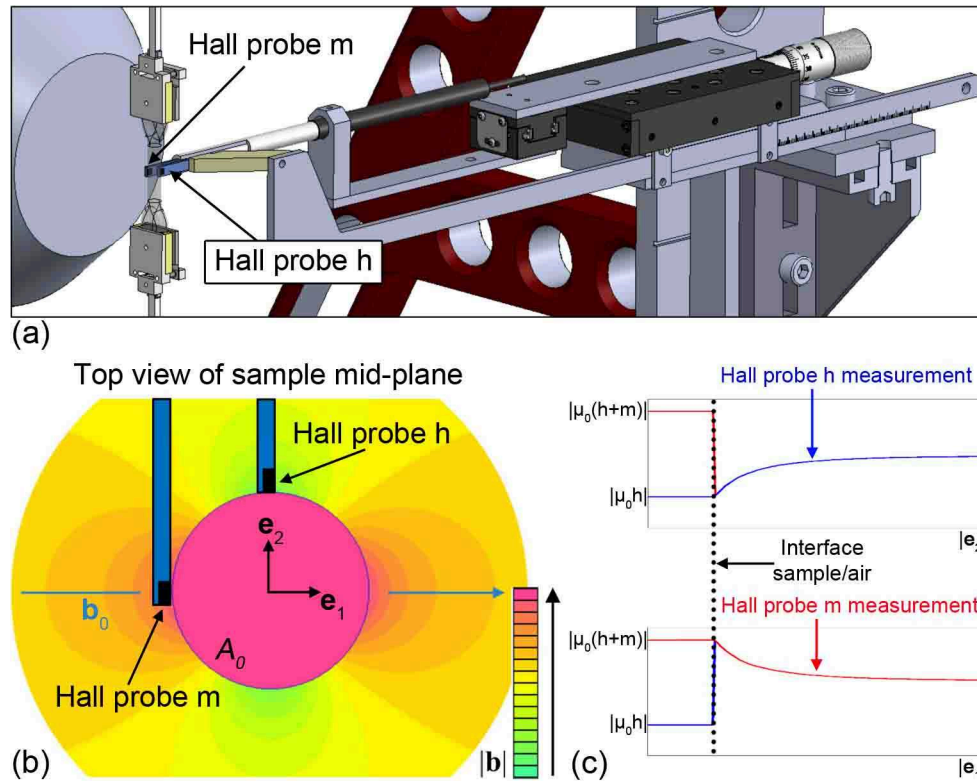 Hall probe m
Hall probe h
(a)
Top view of sample mid-plane
Hall probe h
e₂
e₁
b₀
A₀
Hall probe m
|b|
(b)
Hall probe h measurement
|μ₀(h+m)|
|μ₀h|
|e₂
Interface
sample/air
Hall probe m measurement
|μ₀(h+m)|
|μ₀h|
|e
(c)